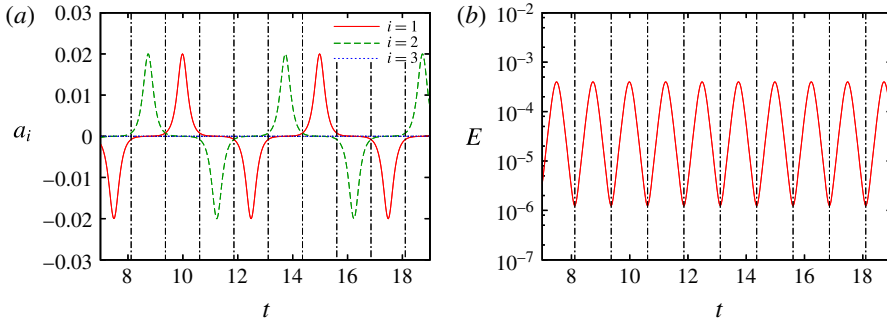 (a)
0.03
0.02
0.01
0
−0.01
−0.02
−0.03
a_i
i = 1
i = 2
i = 3
8 10 12 14 16 18
t
(b)
10^−2
10^−3
10^−4
10^−5
10^−6
10^−7
E
8 10 12 14 16 18
t